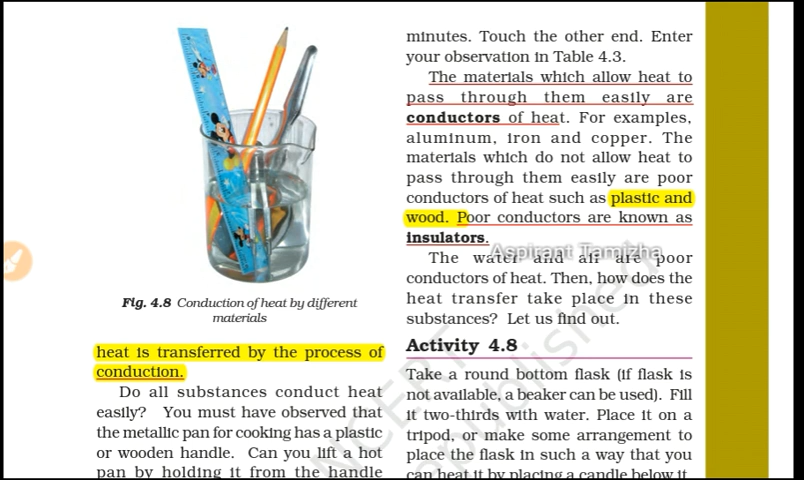 Fig. 4.8 Conduction of heat by different
materials
heat is transferred by the process of
conduction.
Do all substances conduct heat
easily? You must have observed that
the metallic pan for cooking has a plastic
or wooden handle. Can you lift a hot
pan by holding it from the handle
minutes. Touch the other end. Enter
your observation in Table 4.3.
The materials which allow heat to
pass through them easily are
conductors of heat. For examples,
aluminum, iron and copper. The
materials which do not allow heat to
pass through them easily are poor
conductors of heat such as plastic and
wood. Poor conductors are known as
insulators.
Aspirant Tamizha
The water and air are poor
conductors of heat. Then, how does the
heat transfer take place in these
substances? Let us find out.
Activity 4.8
Take a round bottom flask (if flask is
not available, a beaker can be used). Fill
it two-thirds with water. Place it on a
tripod, or make some arrangement to
place the flask in such a way that you
can heat it by placing a candle below it.
NCERT
republished